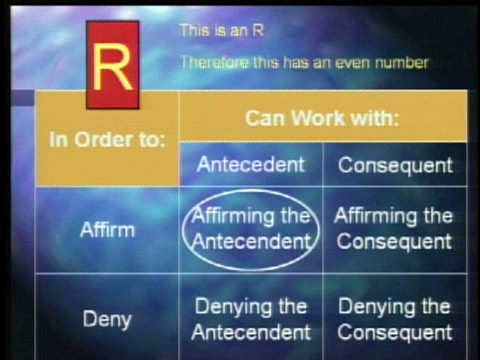 R
This is an R
Therefore this has an even number
In Order to:
Can Work with:
Antecedent
Consequent
Affirm
Affirming the
Antecendent
Affirming the
Consequent
Deny
Denying the
Antecendent
Denying the
Consequent